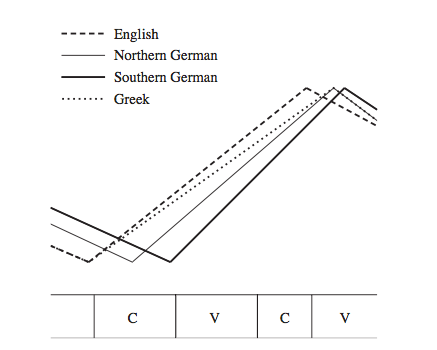 English
Northern German
Southern German
Greek
C V C V